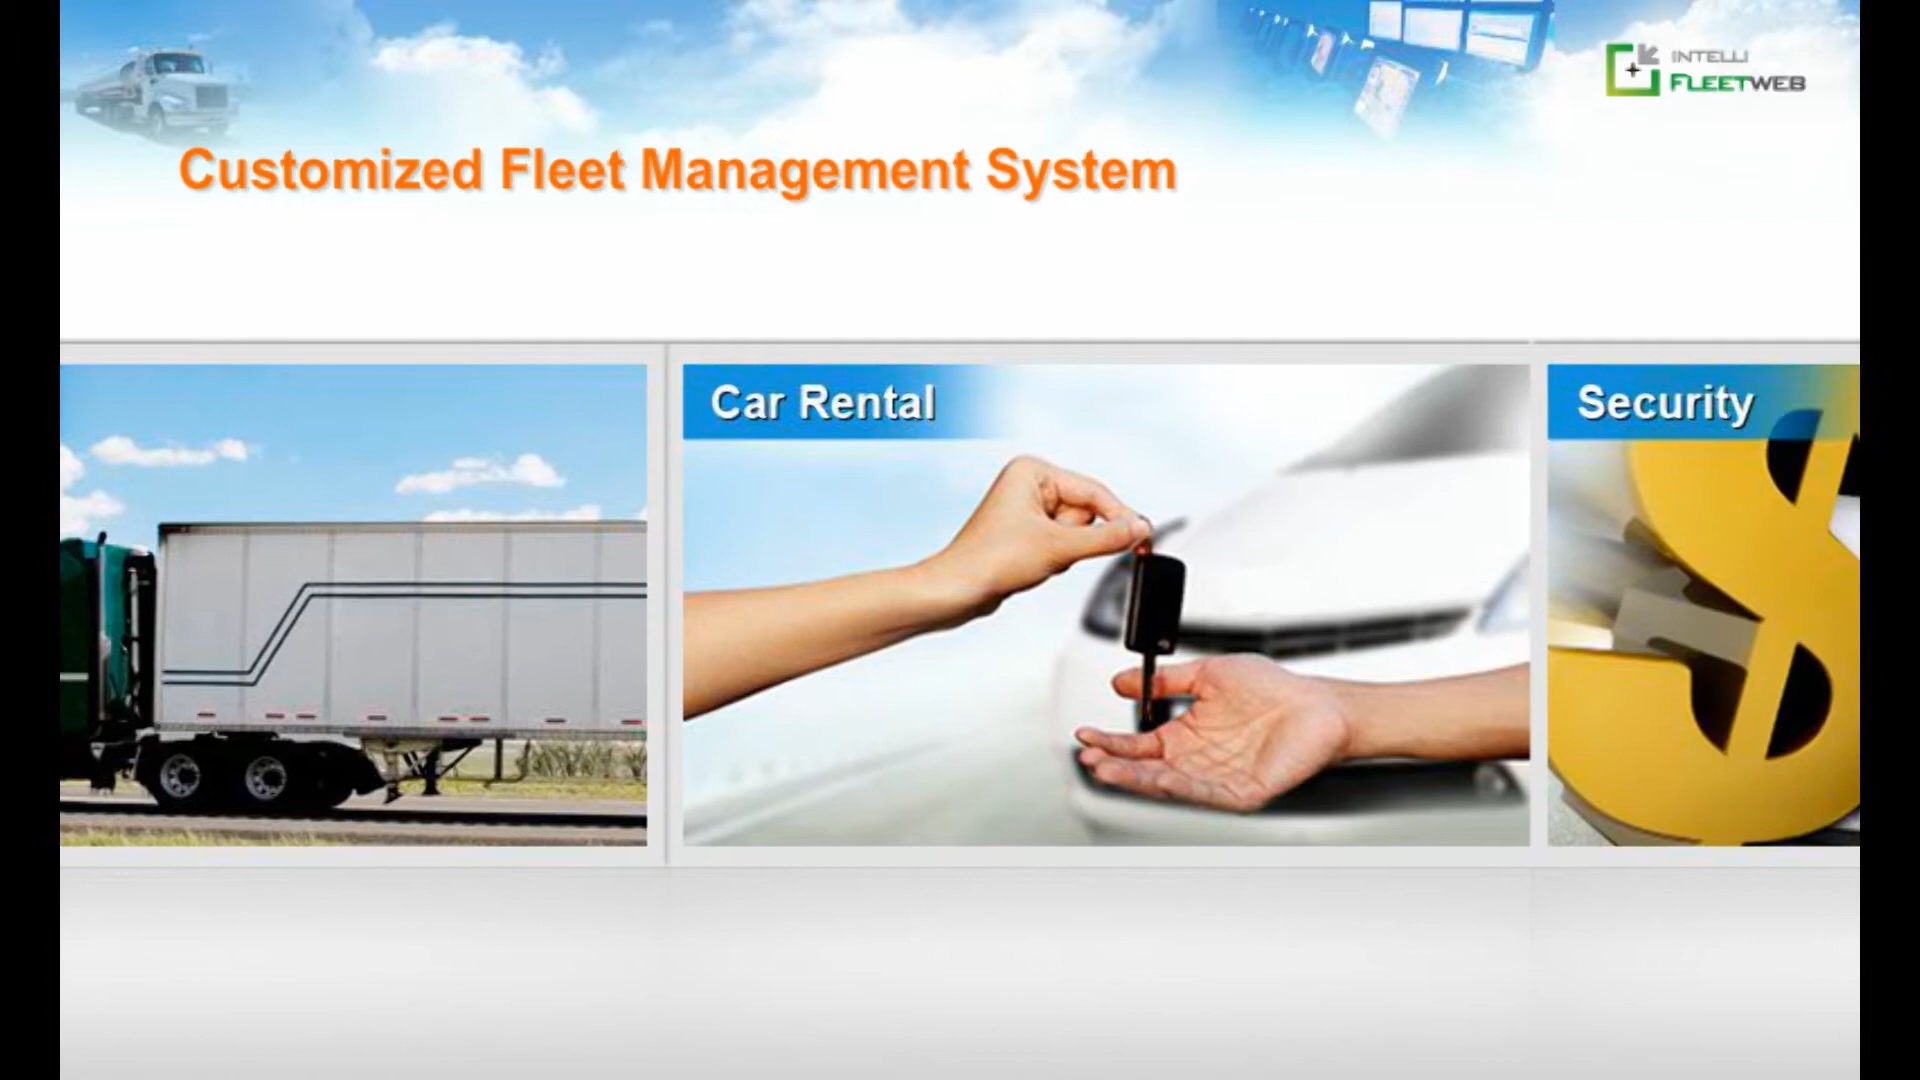 INTELLI
FLEETWEB
Customized Fleet Management System
Car Rental
Security